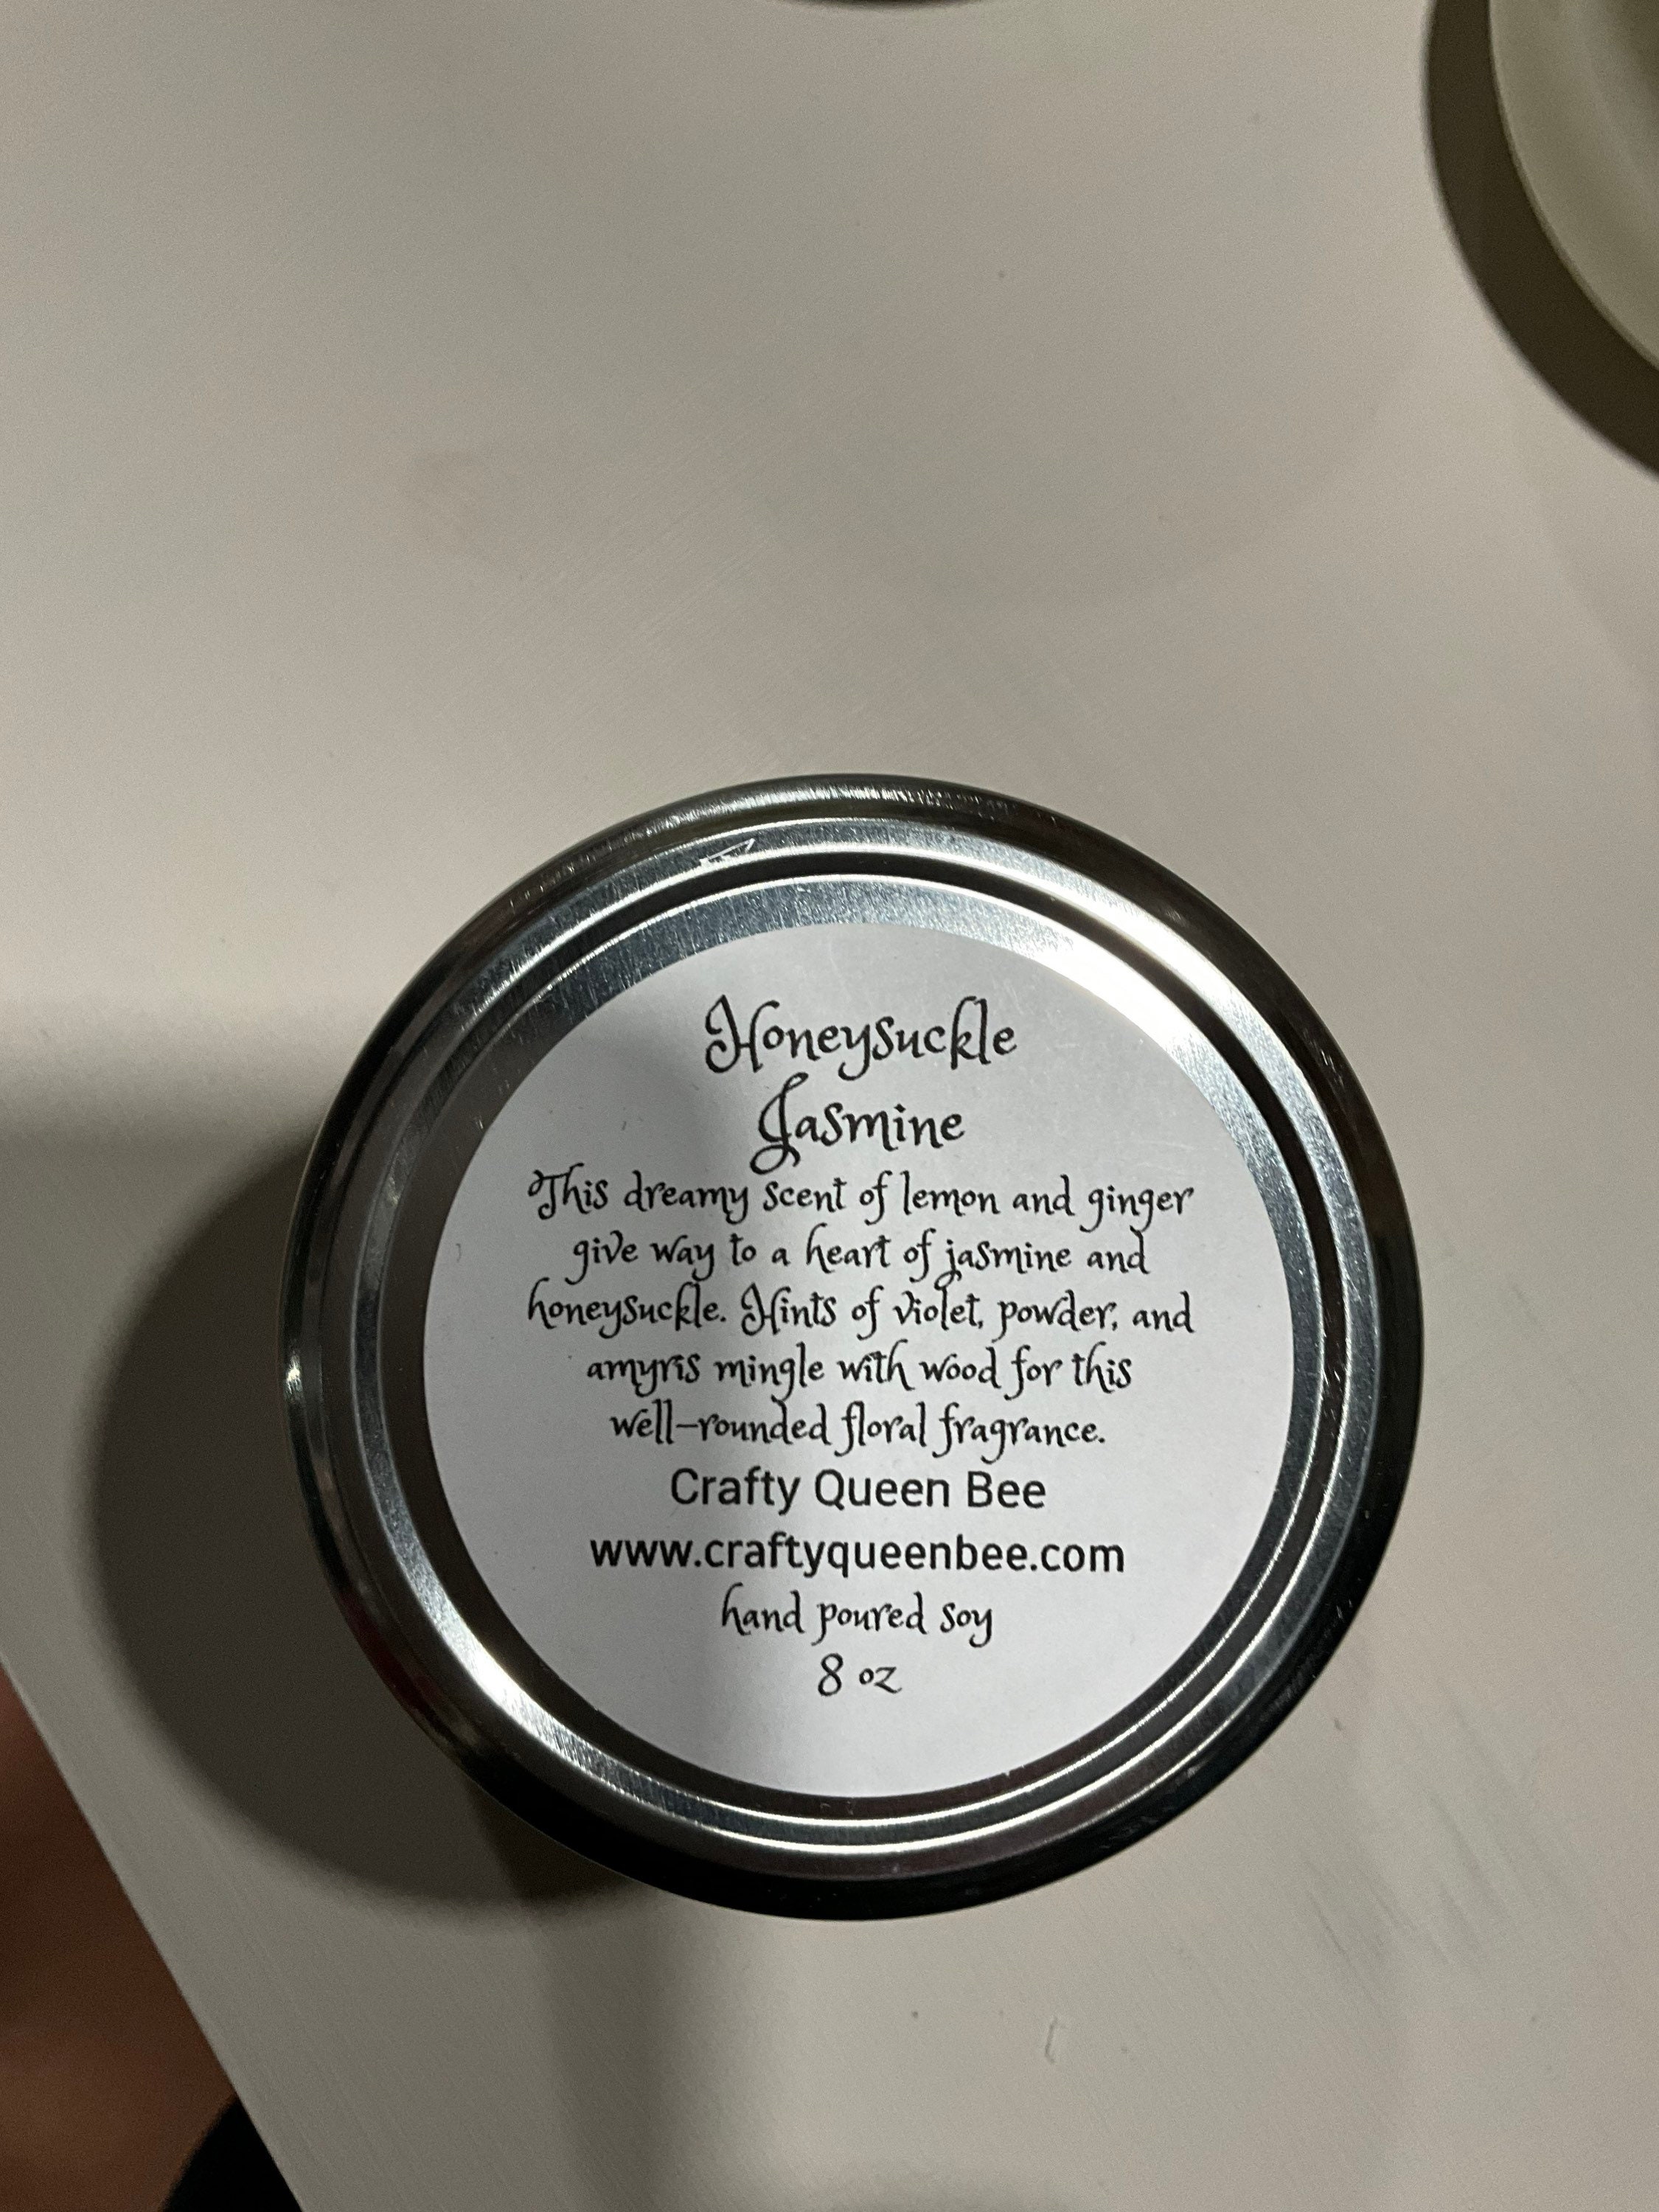 Honeysuckle
Jasmine
This dreamy scent of lemon and ginger
give way to a heart of jasmine and
honeysuckle. Hints of violet, powder, and
amyris mingle with wood for this
well-rounded floral fragrance.
Crafty Queen Bee
www.craftyqueenbee.com
hand poured soy
8 oz